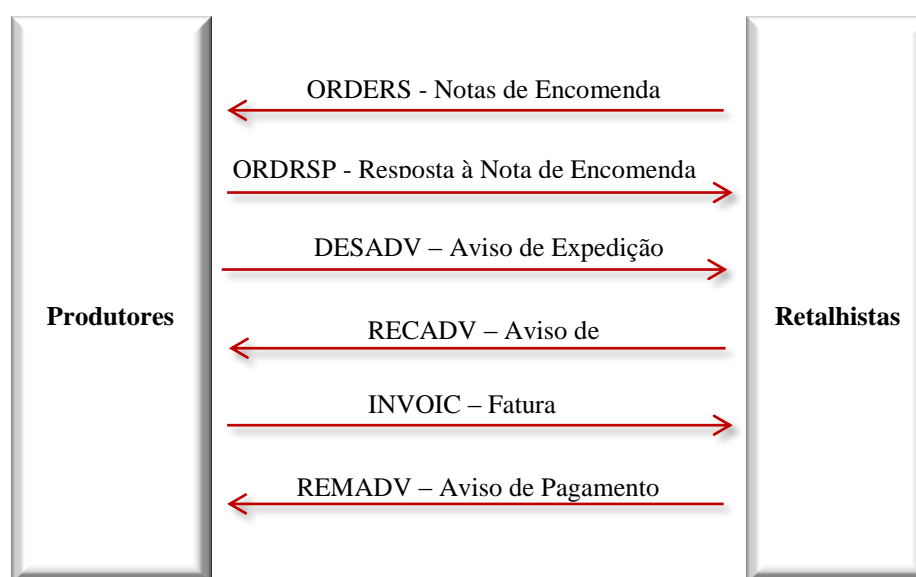 ORDERS - Notas de Encomenda
ORDRSP - Resposta à Nota de Encomenda
DESADV – Aviso de Expedição
Produtores
Retalhistas
RECADV – Aviso de
INVOIC – Fatura
REMADV – Aviso de Pagamento